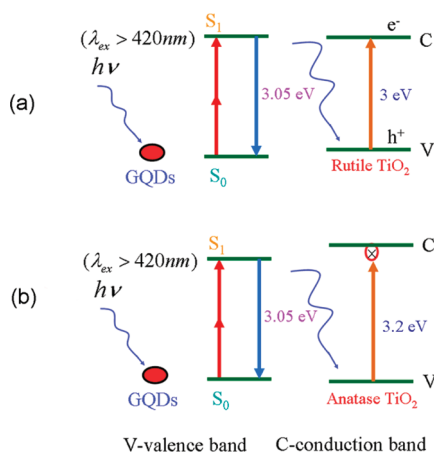 (λex > 420nm)
S1
e-
C
hν
(a)
3.05 eV
3 eV
h+
V
GQDs
S0
Rutile TiO2
(λex > 420nm)
S1
C
hν
(b)
3.05 eV
3.2 eV
V
GQDs
S0
Anatase TiO2
V-valence band
C-conduction band